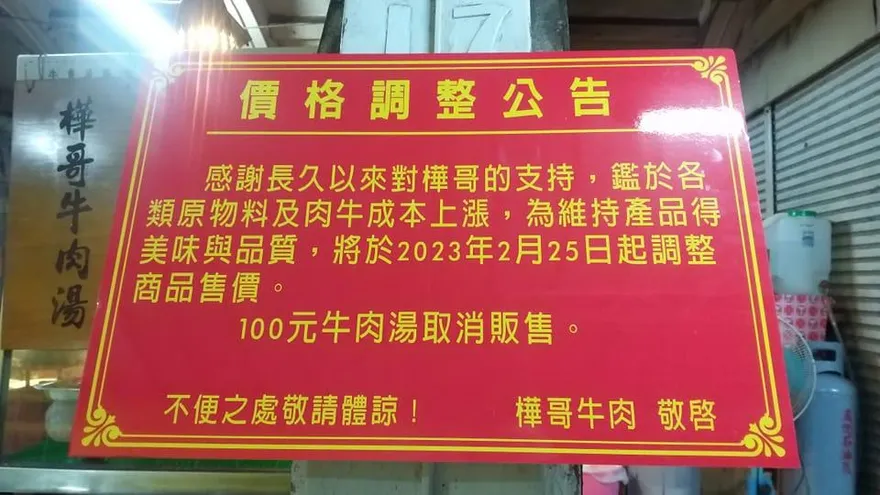 17
價格調整公告
樺哥牛肉湯
感謝長久以來對樺哥的支持，鑑於各
類原物料及肉牛成本上漲，為維持產品得
美味與品質，將於2023年2月25日起調整
商品售價。
100元牛肉湯取消販售。
不便之處敬請體諒！ 樺哥牛肉 敬啓